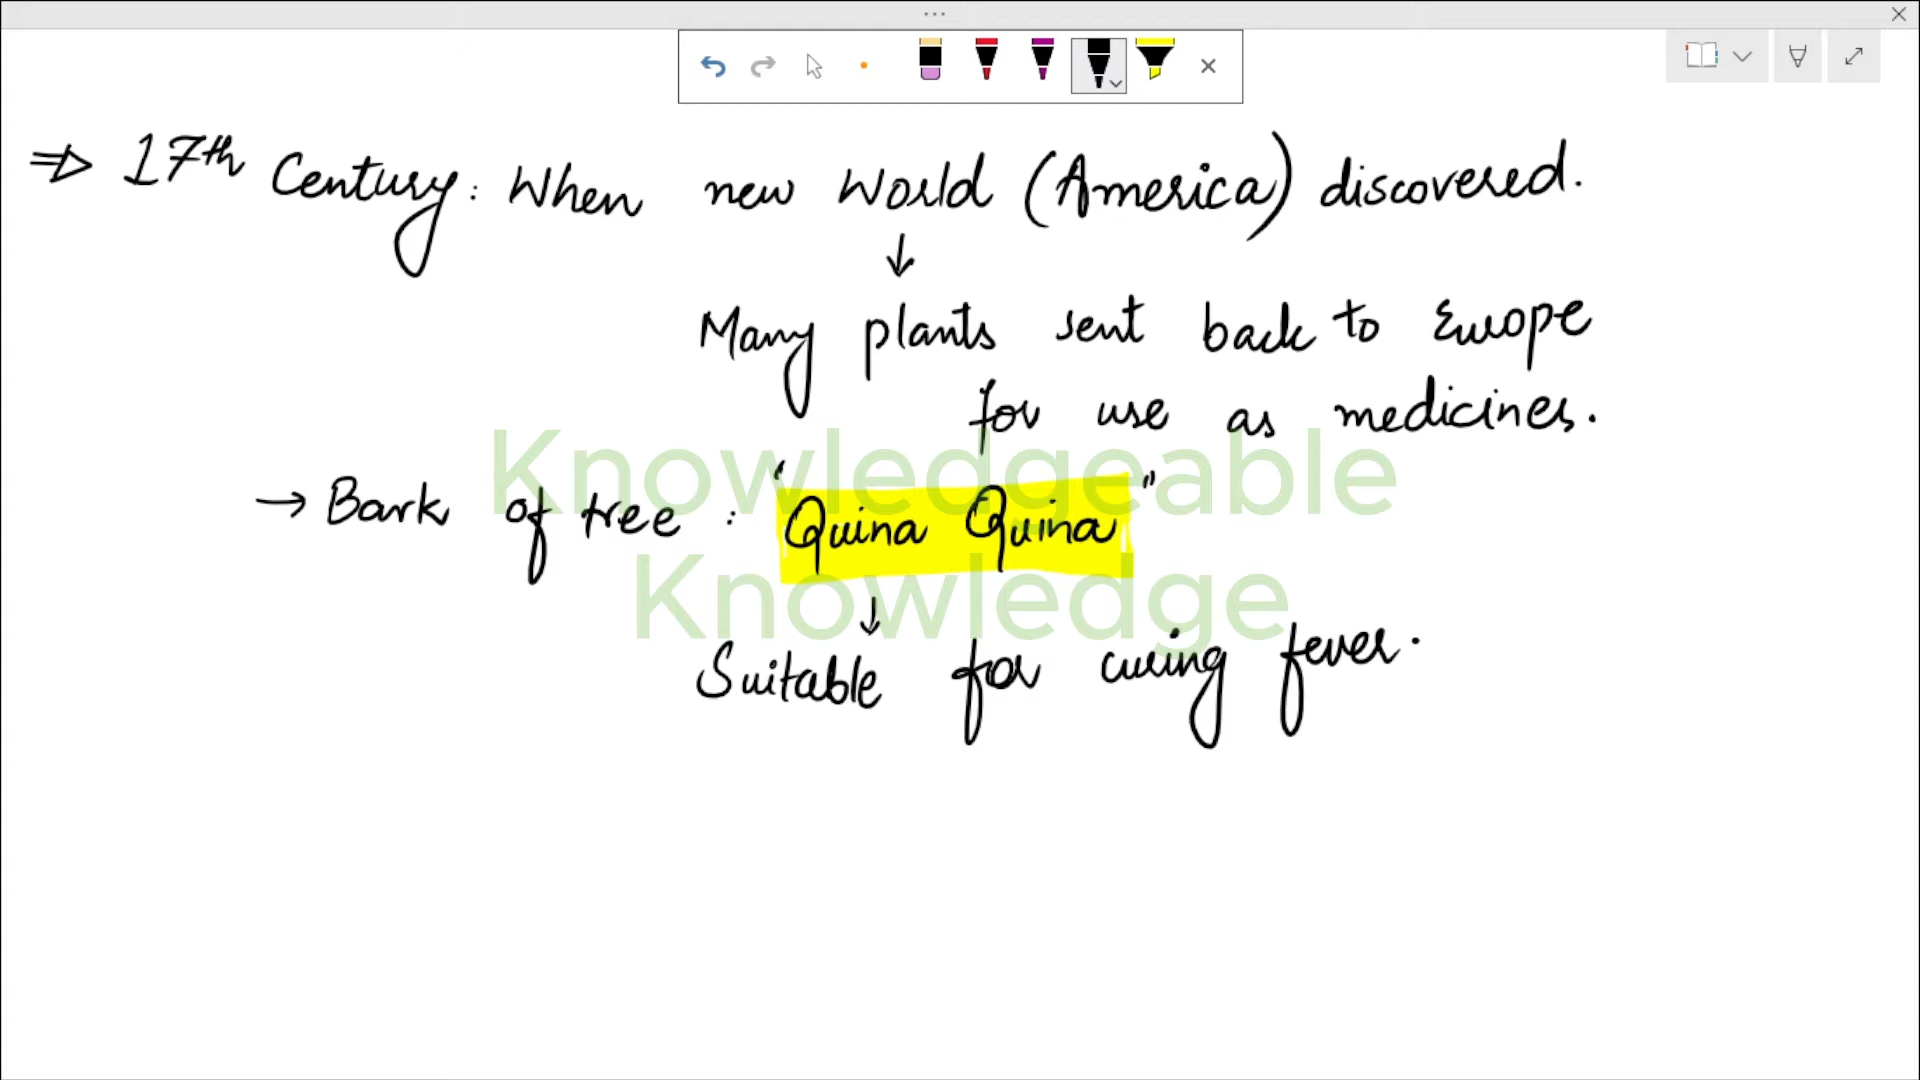 ⇒ 17th Century: When new World (America) discovered.
↓
Many plants sent back to Europe
for use as medicines.
→ Bark of tree : "Quina Quina"
↓
Suitable for curing fever.
Knowledgeable
Knowledge